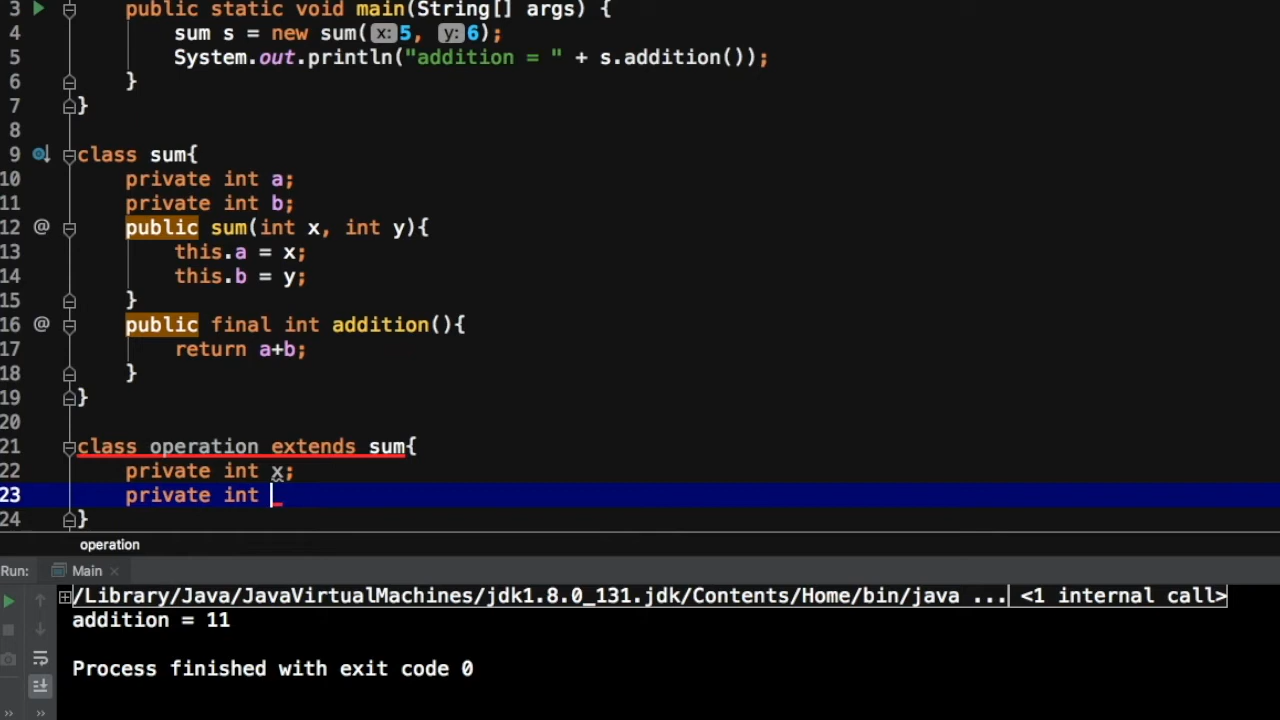 3 public static void main(String[] args) {
4 sum s = new sum( x: 5, y: 6);
5 System.out.println("addition = " + s.addition());
6 }
7 }
8
9 class sum{
10 private int a;
11 private int b;
12 @ public sum(int x, int y){
13 this.a = x;
14 this.b = y;
15 }
16 @ public final int addition(){
17 return a+b;
18 }
19 }
20
21 class operation extends sum{
22 private int x;
23 private int
24 }
operation
Run: Main ×
/Library/Java/JavaVirtualMachines/jdk1.8.0_131.jdk/Contents/Home/bin/java ... <1 internal call>
addition = 11
Process finished with exit code 0